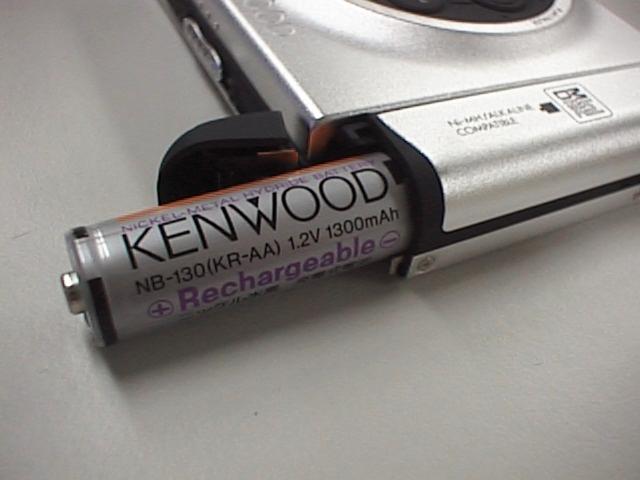 Ni-MH/ALKALINE
COMPATIBLE
NICKEL-METAL HYDRIDE BATTERY
KENWOOD
NB-130(KR-AA) 1.2V 1300mAh
⊕ Rechargeable ⊖